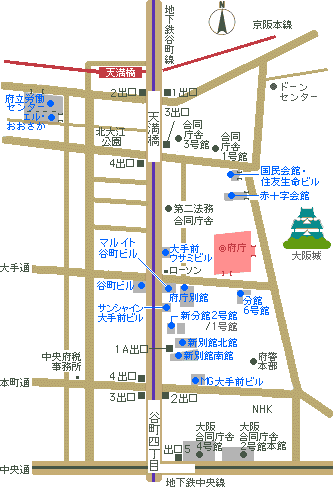 地下鉄谷町線
N
京阪本線
天満橋
2出口
1出口
府立労働
センター
エル・
おおさか
ドーン
センター
3出口
天満橋
北大江
公園
合同
庁舎
3号館
合同
庁舎
1号館
4出口
国民会館・
住友生命ビル
赤十字会館
第二法務
合同庁舎
マルイト
谷町ビル
大手前
ウサミビル
◎府庁
大阪城
大手通
ローソン
谷町ビル
府庁別館
分館
6号館
サンシャイン
大手前ビル
新分館2号館
/1号館
新別館北館
1A出口
新別館南館
中央府税
事務所
府警
本部
4出口
MG大手前ビル
本町通
3出口
2出口
NHK
谷町四丁目
出口
5
大阪
合同庁舎
4号館
大阪
合同庁舎
2号館本館
中央通
地下鉄中央線